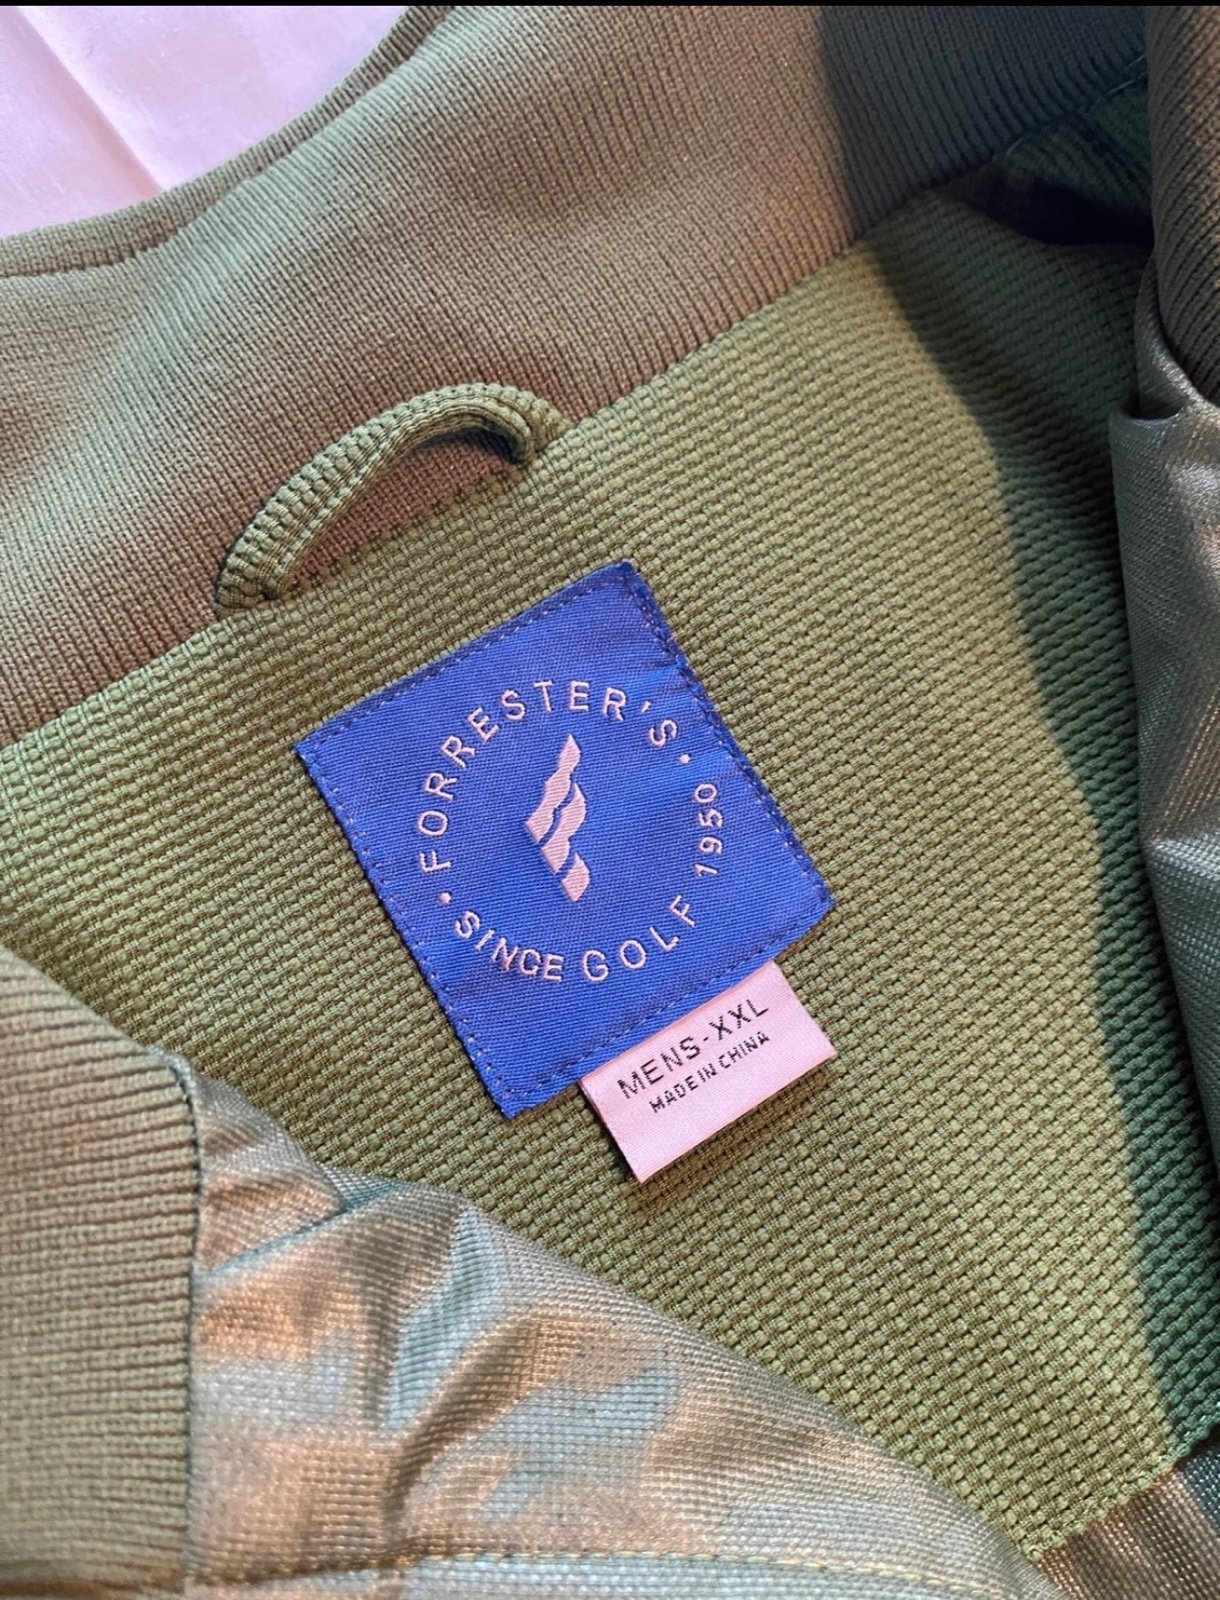 • FORRESTER'S •
SINCE GOLF 1950
MENS-XXL
MADE IN CHINA